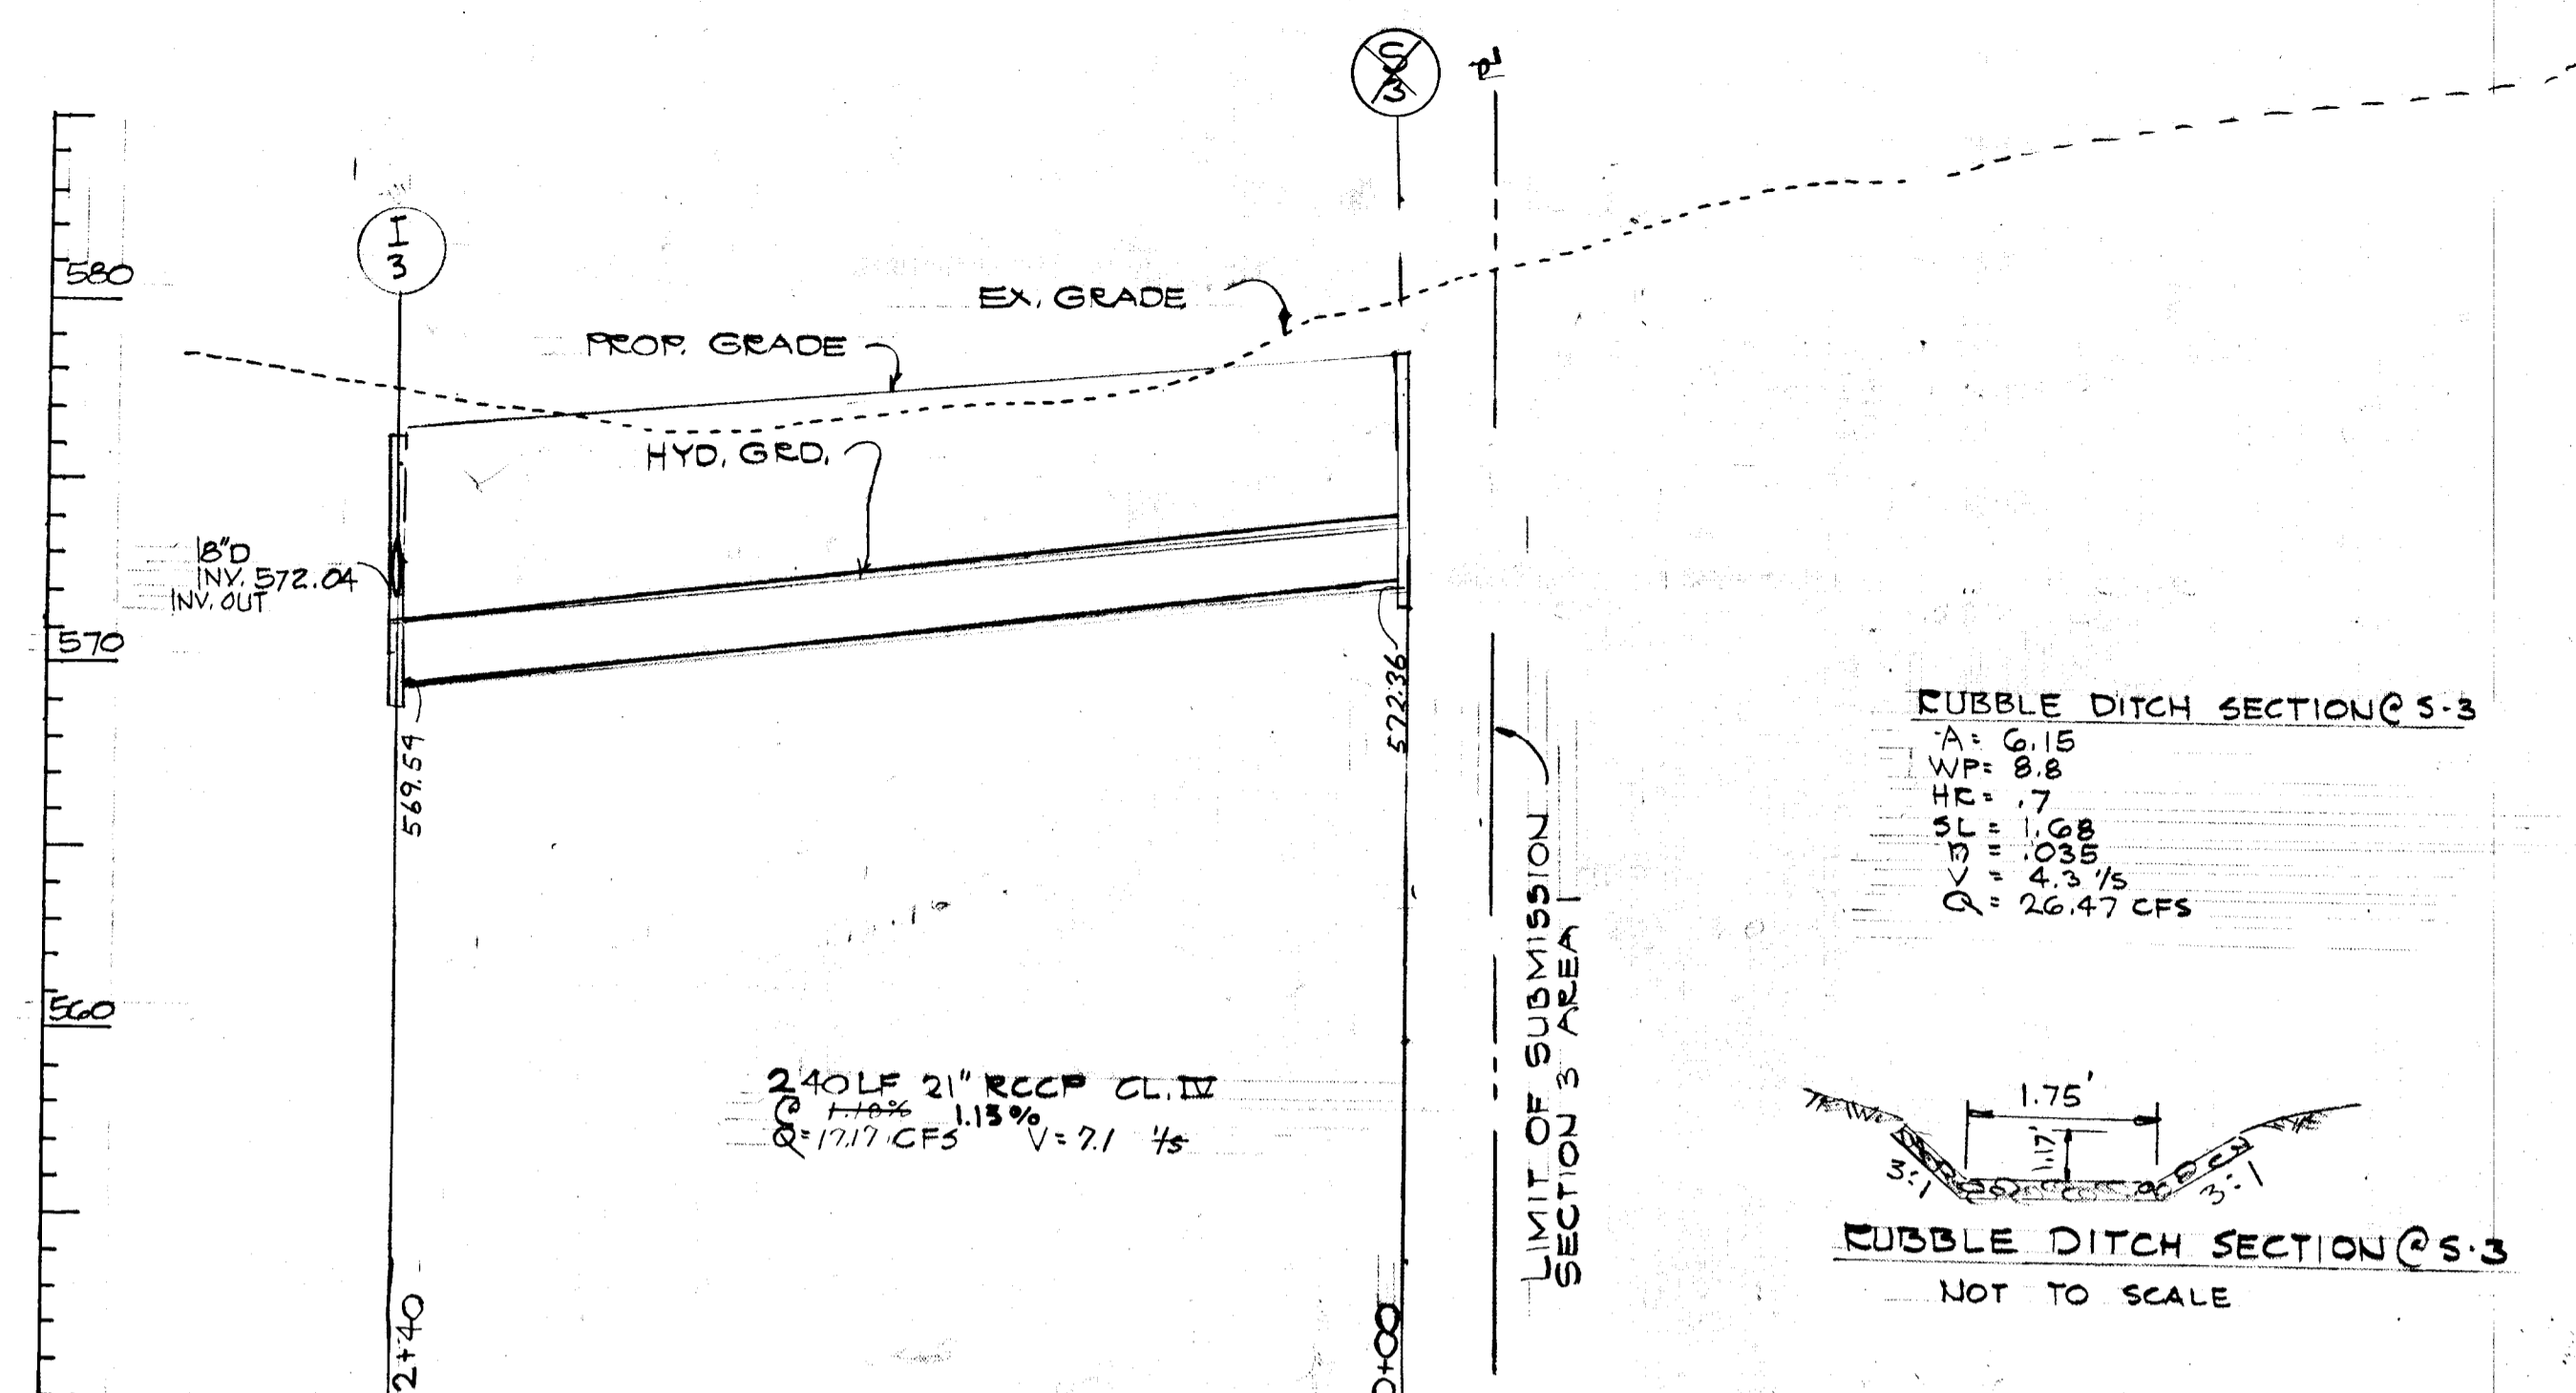 S
3
P
I
3
580
EX. GRADE
PROP. GRADE
HYD. GRD.
18"D
INV. 572.04
INV. OUT
570
569.54
572.36
560
LIMIT OF SUBMISSION
SECTION 3 AREA 1
RUBBLE DITCH SECTION @ S-3
A= 6.15
WP= 8.8
HR= .7
SL = 1.68
n = .035
V = 4.3 '/s
Q = 26.47 CFS
240 LF 21" RCCP CL. IV
@ 1.18% 1.13%
Q=17.17 CFS V=7.1 '/s
1.75'
1.17'
3:1
3:1
RUBBLE DITCH SECTION @ S-3
NOT TO SCALE
2+40
0+00